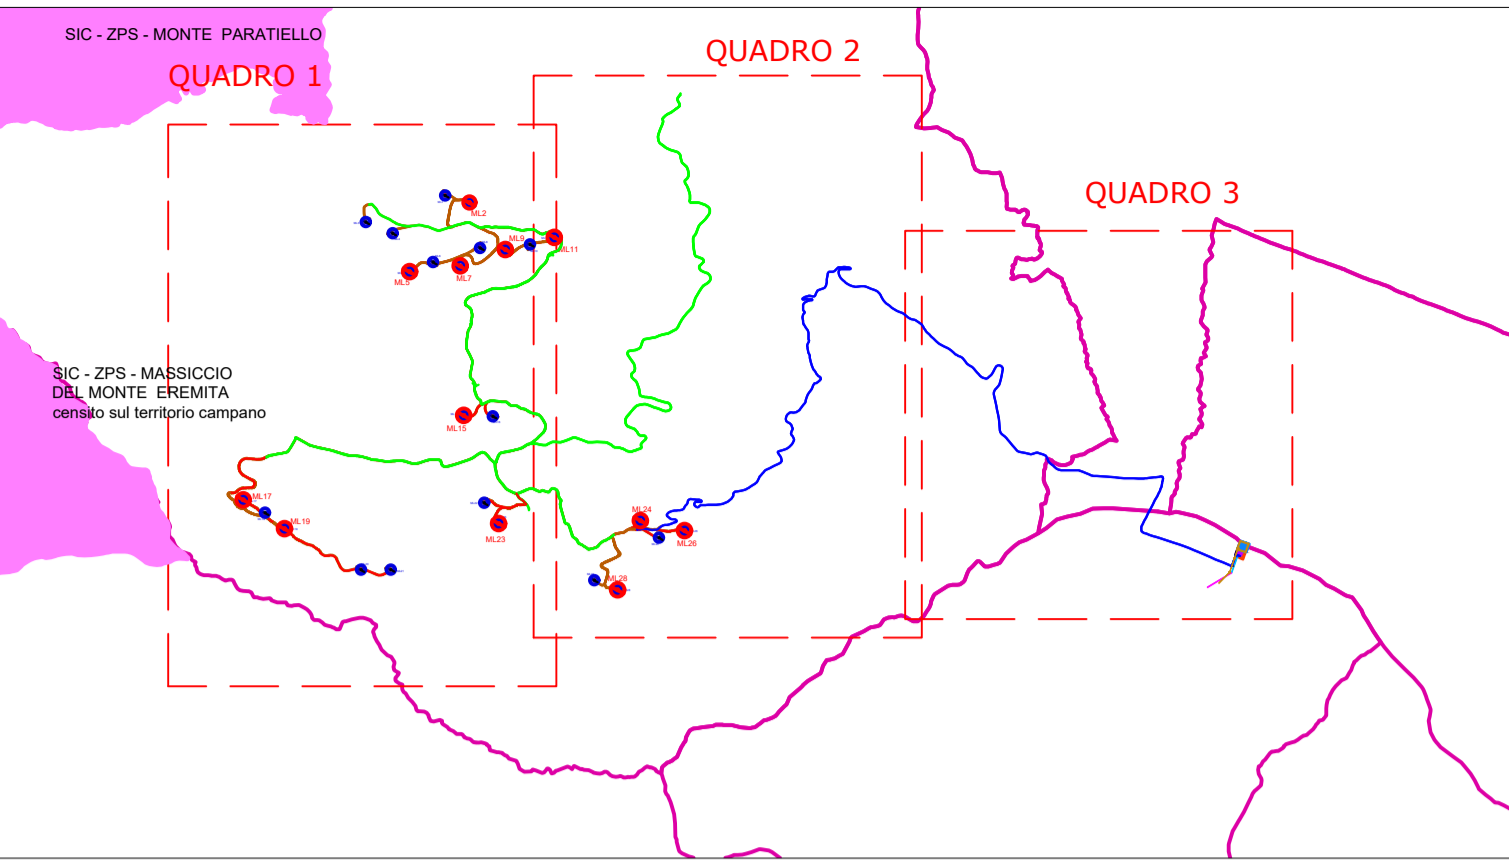 SIC - ZPS - MONTE PARATIELLO
QUADRO 1
QUADRO 2
QUADRO 3
ML2
ML9
ML11
ML5
ML7
SIC - ZPS - MASSICCIO
DEL MONTE EREMITA
censito sul territorio campano
ML15
ML17
ML19
ML23
ML24
ML26
ML28